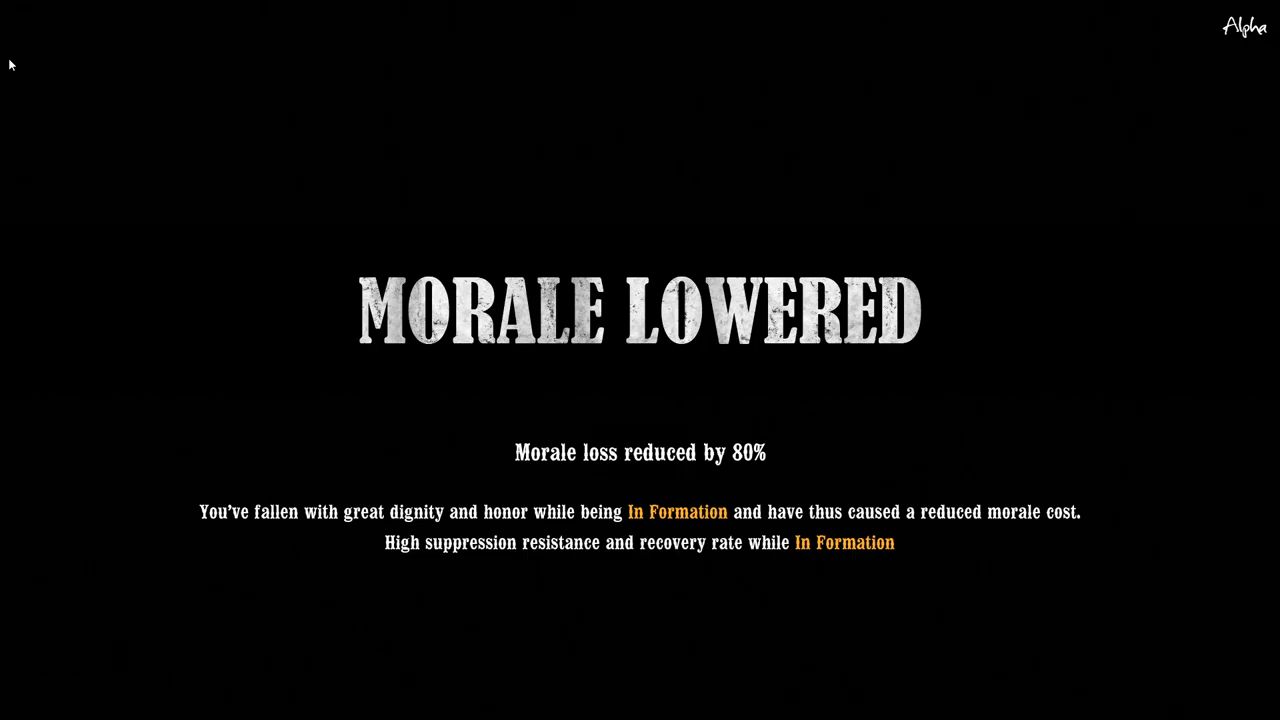 Alpha
MORALE LOWERED
Morale loss reduced by 80%
You've fallen with great dignity and honor while being In Formation and have thus caused a reduced morale cost.
High suppression resistance and recovery rate while In Formation